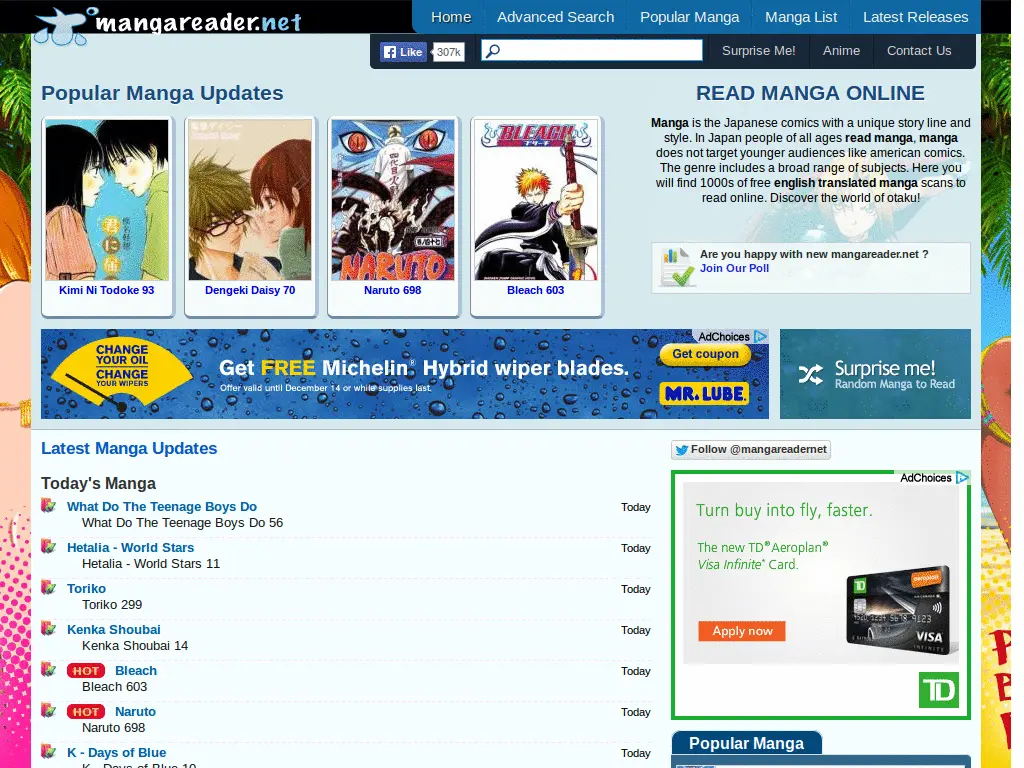 mangareader.net
Home
Advanced Search
Popular Manga
Manga List
Latest Releases
Like
307k
Surprise Me!
Anime
Contact Us
Popular Manga Updates
NARUTO
BLEACH
Kimi Ni Todoke 93
Dengeki Daisy 70
Naruto 698
Bleach 603
READ MANGA ONLINE
Manga is the Japanese comics with a unique story line and
style. In Japan people of all ages read manga, manga
does not target younger audiences like american comics.
The genre includes a broad range of subjects. Here you
will find 1000s of free english translated manga scans to
read online. Discover the world of otaku!
Are you happy with new mangareader.net ?
Join Our Poll
CHANGE
YOUR OIL
CHANGE
YOUR WIPERS
Get FREE Michelin® Hybrid wiper blades.
Offer valid until December 14 or while supplies last.
AdChoices
Get coupon
MR. LUBE.
Surprise me!
Random Manga to Read
Latest Manga Updates
Today's Manga
What Do The Teenage Boys Do
Today
What Do The Teenage Boys Do 56
Hetalia - World Stars
Today
Hetalia - World Stars 11
Toriko
Today
Toriko 299
Kenka Shoubai
Today
Kenka Shoubai 14
HOT Bleach
Today
Bleach 603
HOT Naruto
Today
Naruto 698
K - Days of Blue
Today
K - Days of Blue 10
Follow @mangareadernet
AdChoices
Turn buy into fly, faster.
The new TD® Aeroplan®
Visa Infinite* Card.
TD
aeroplan
VISA
INFINITE
Apply now
TD
Popular Manga